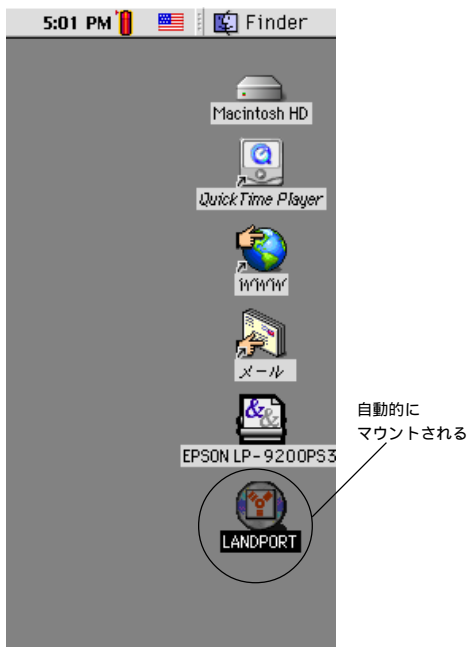 5:01 PM Finder
Macintosh HD
QuickTime Player
WWW
メール
EPSON LP-9200PS3
自動的に
マウントされる
LANDPORT